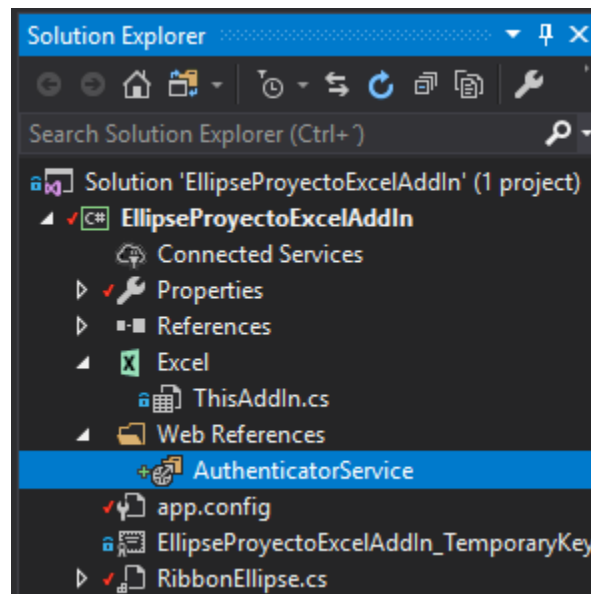 Solution Explorer
Search Solution Explorer (Ctrl+´)
Solution 'EllipseProyectoExcelAddIn' (1 project)
C# EllipseProyectoExcelAddIn
Connected Services
Properties
References
Excel
ThisAddIn.cs
Web References
AuthenticatorService
app.config
EllipseProyectoExcelAddIn_TemporaryKey
RibbonEllipse.cs